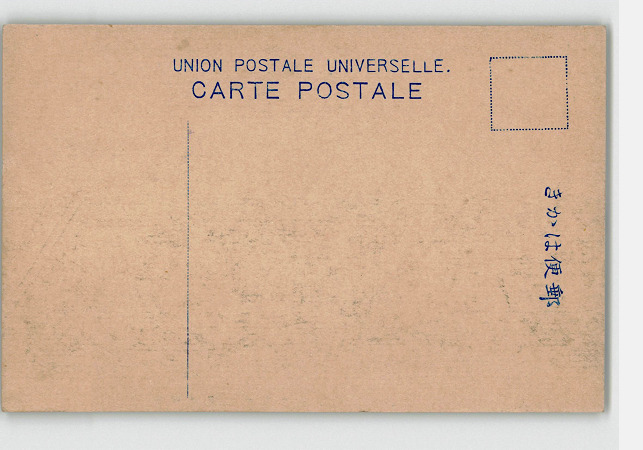 UNION POSTALE UNIVERSELLE.
CARTE POSTALE
きかは便郵